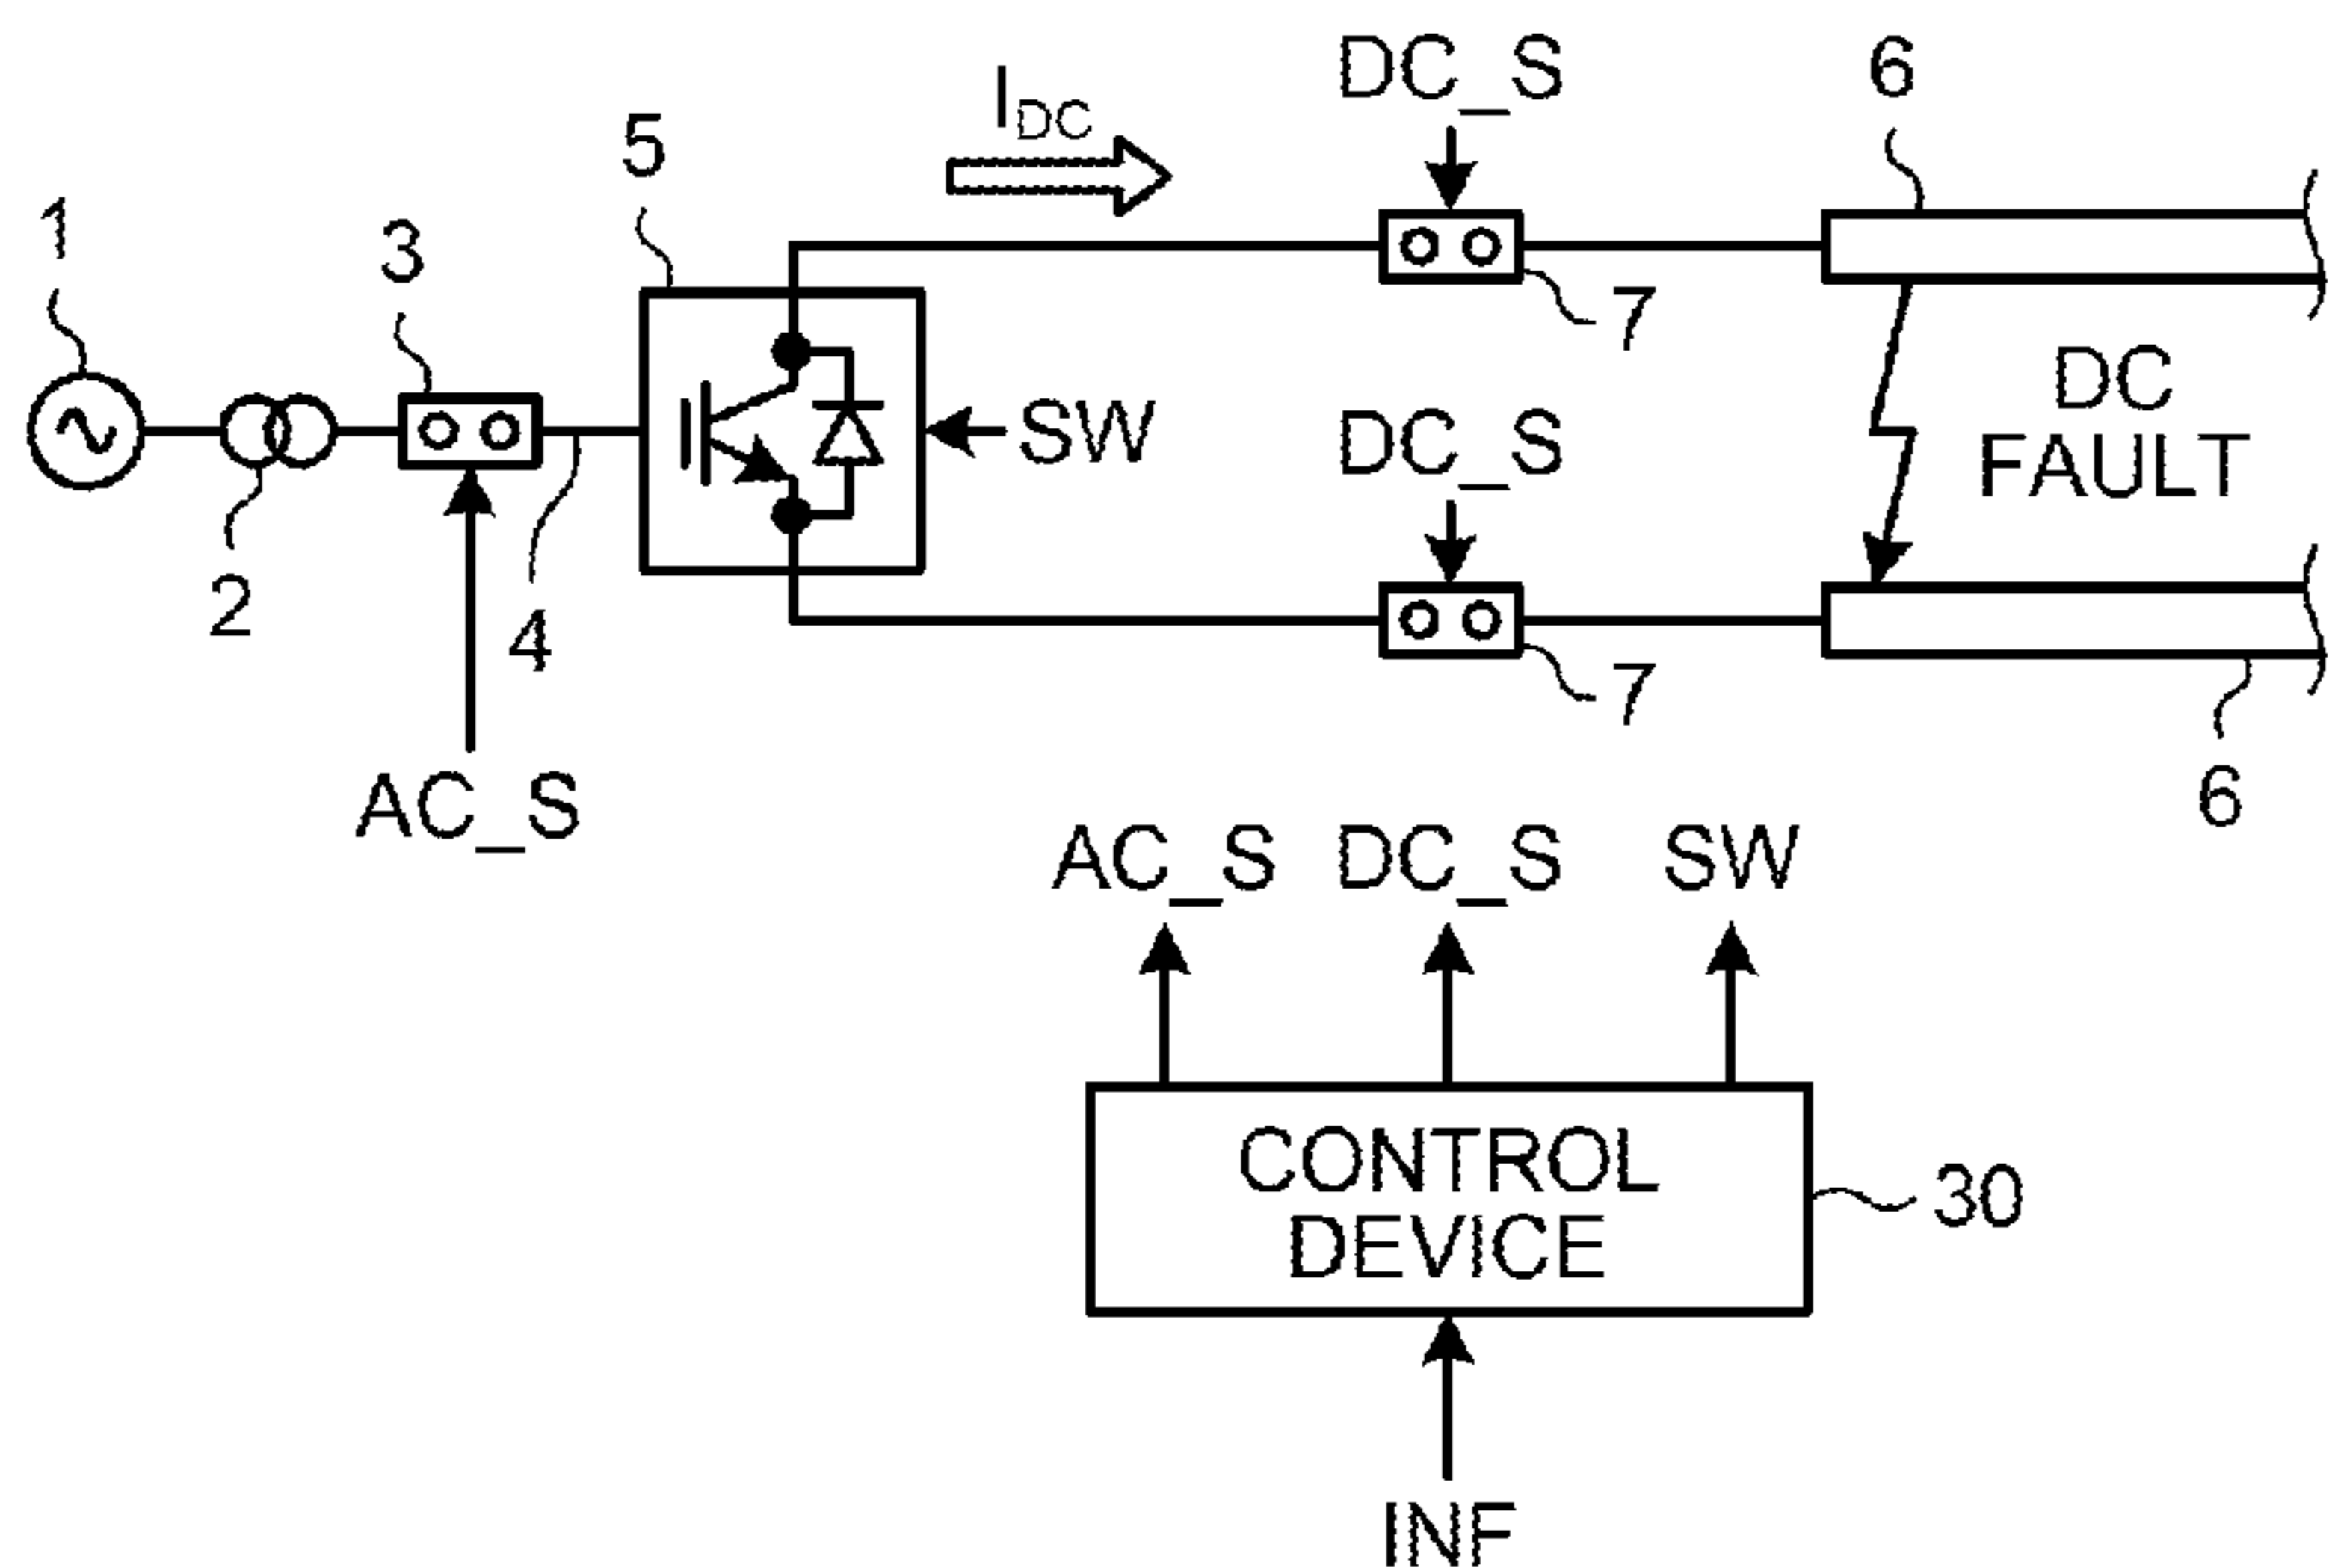 DC_S
6
I_DC
5
1
3
7
DC
FAULT
SW
DC_S
2
4
7
AC_S
6
AC_S DC_S SW
CONTROL
DEVICE
30
INF